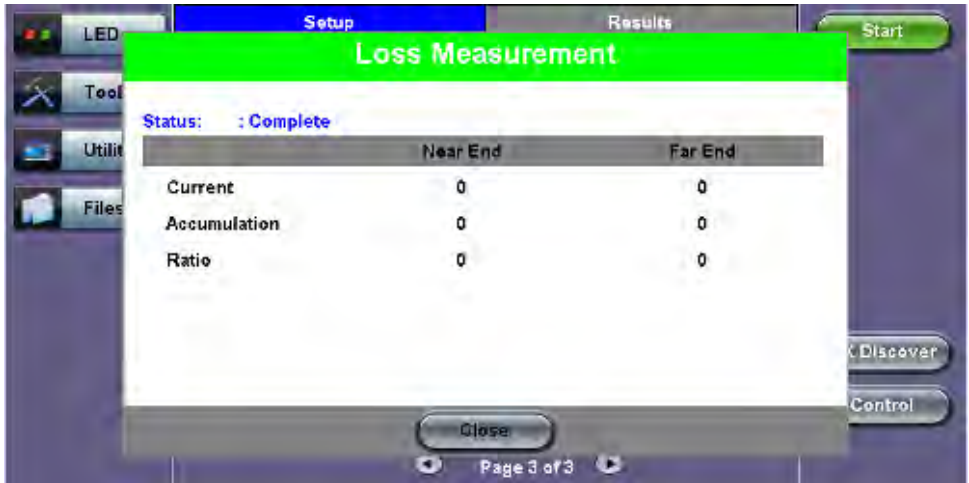 Setup Results
LED
Start
Loss Measurement
Tool
Status: : Complete
Utilit
Near End Far End
Current 0 0
Files
Accumulation 0 0
Ratio 0 0
Discover
Control
Close
Page 3 of 3